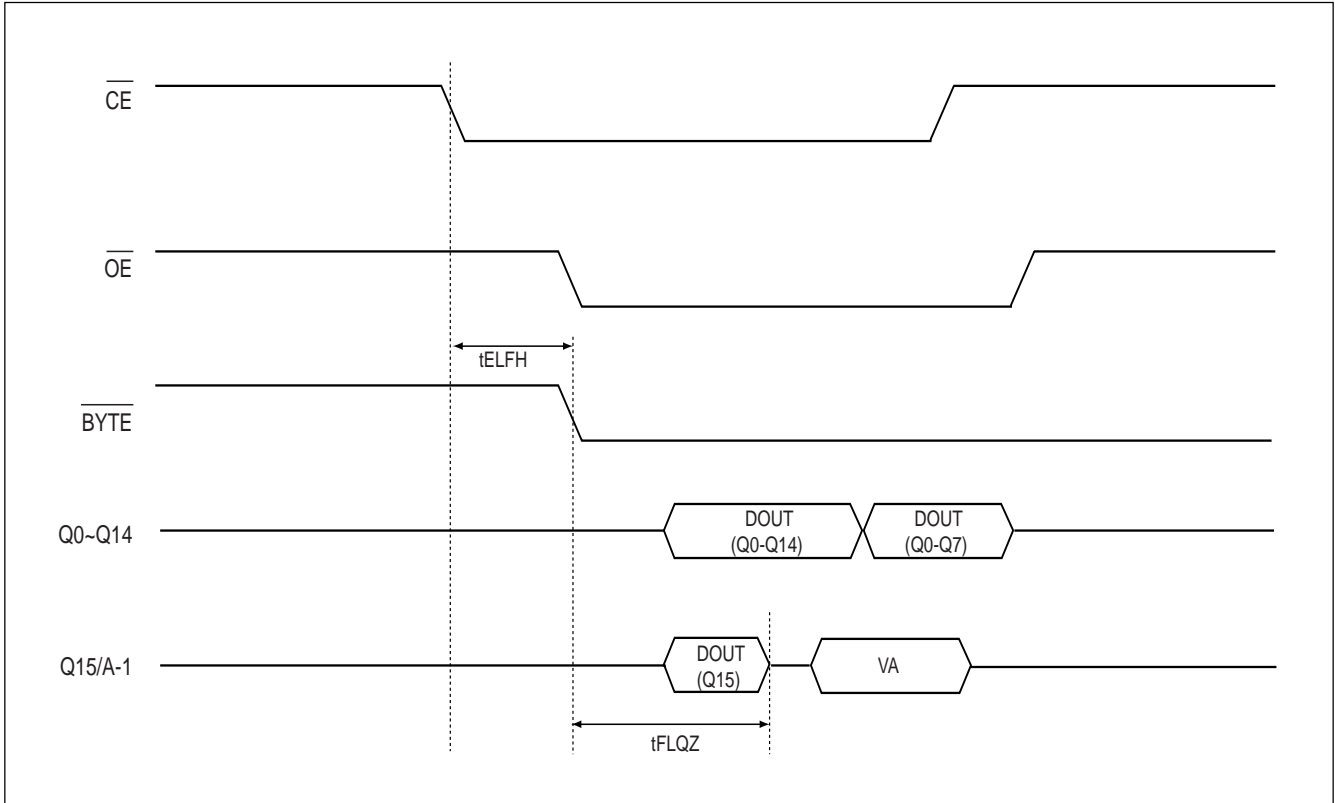 CE
OE
tELFH
BYTE
Q0~Q14
DOUT
(Q0-Q14)
DOUT
(Q0-Q7)
Q15/A-1
DOUT
(Q15)
VA
tFLQZ